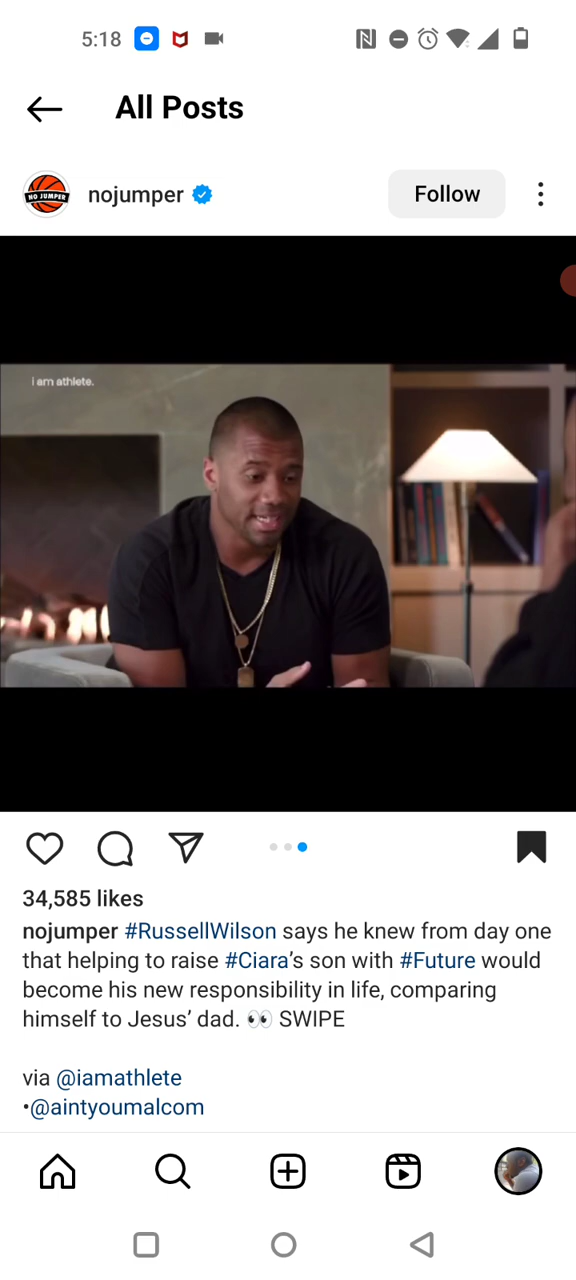 5:18
All Posts
NO JUMPER
nojumper
Follow
i am athlete.
34,585 likes
nojumper #RussellWilson says he knew from day one
that helping to raise #Ciara's son with #Future would
become his new responsibility in life, comparing
himself to Jesus' dad. 👀 SWIPE
via @iamathlete
•@aintyoumalcom